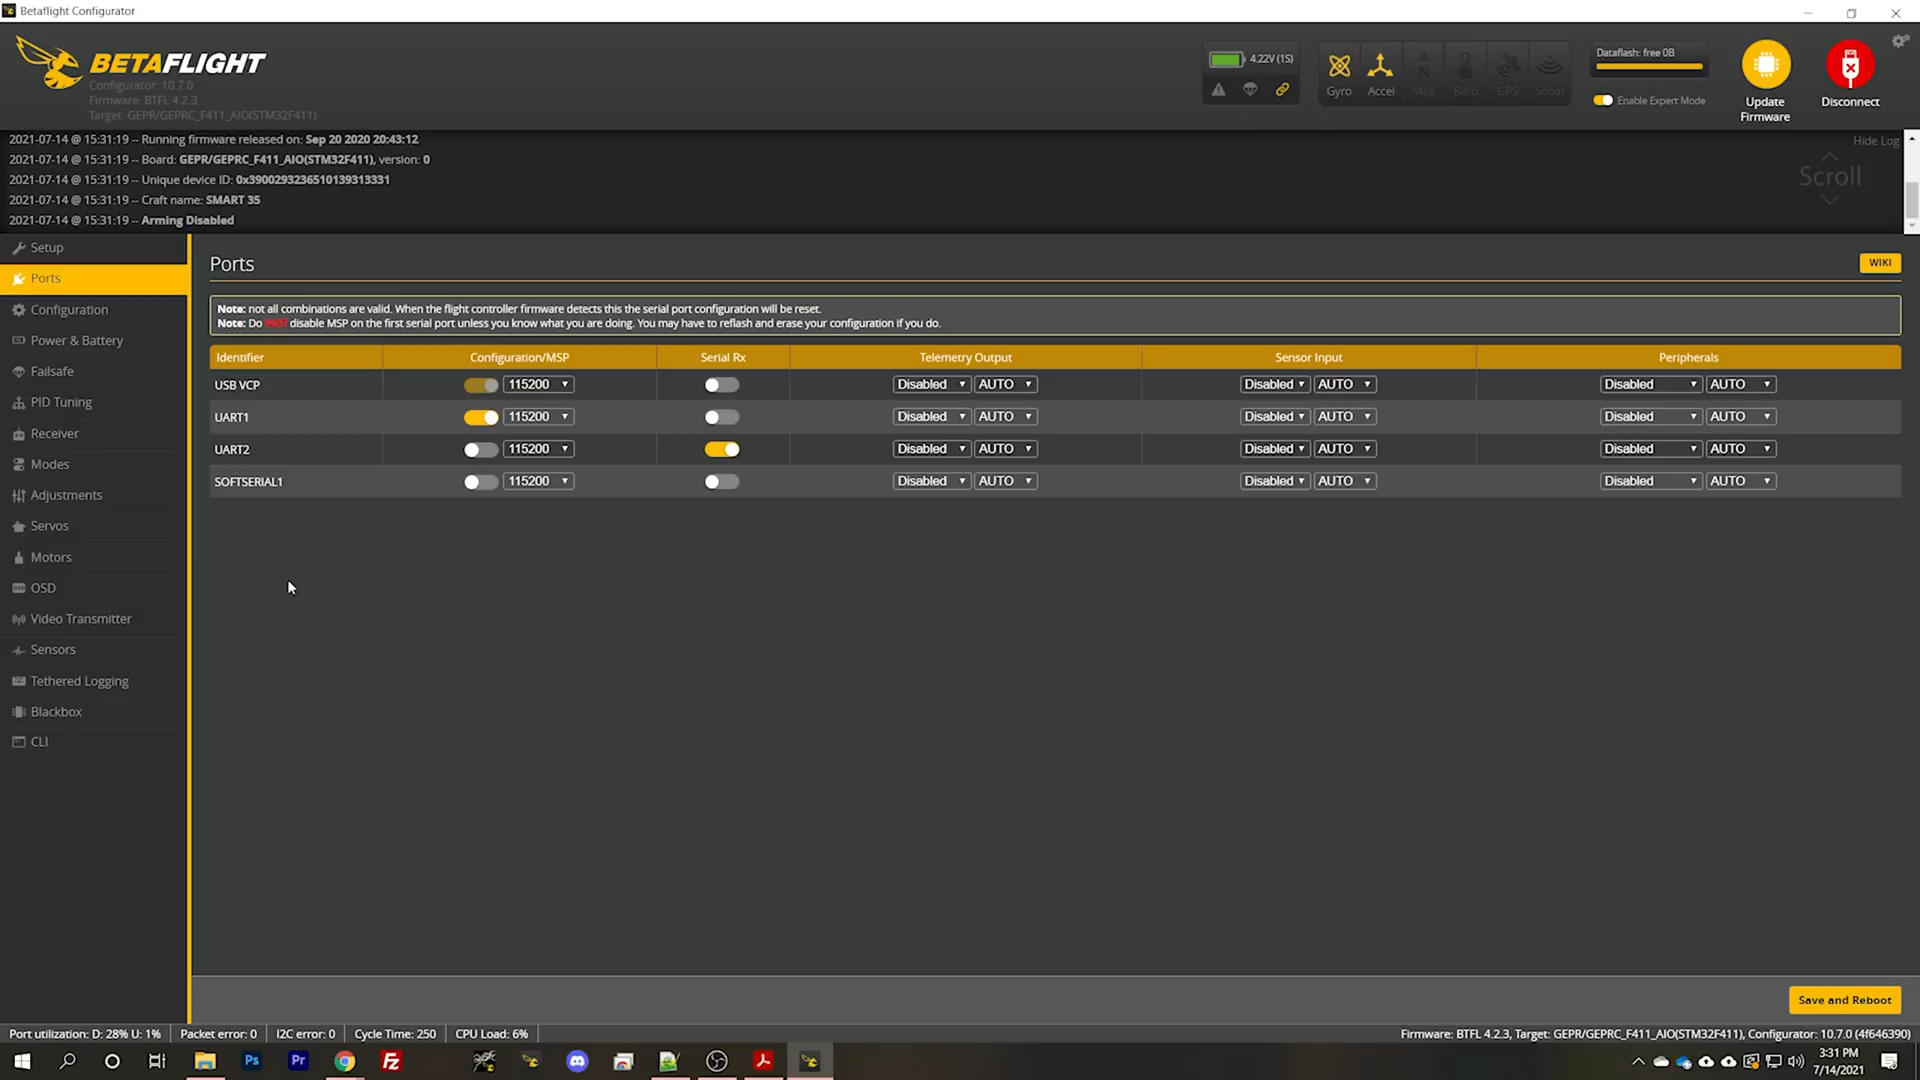 Betaflight Configurator
BETAFLIGHT
Configurator: 10.7.0
Firmware: BTFL 4.2.3
Target: GEPR/GEPRC_F411_AIO(STM32F411)
4.22V (1S)
Gyro Accel Mag Baro GPS Sonar
Dataflash: free 0B
Enable Expert Mode
Update
Firmware
Disconnect
2021-07-14 @ 15:31:19 -- Running firmware released on: Sep 20 2020 20:43:12
2021-07-14 @ 15:31:19 -- Board: GEPR/GEPRC_F411_AIO(STM32F411), version: 0
2021-07-14 @ 15:31:19 -- Unique device ID: 0x3900293236510139313331
2021-07-14 @ 15:31:19 -- Craft name: SMART 35
2021-07-14 @ 15:31:19 -- Arming Disabled
Hide Log
Scroll
Setup
Ports
Configuration
Power & Battery
Failsafe
PID Tuning
Receiver
Modes
Adjustments
Servos
Motors
OSD
Video Transmitter
Sensors
Tethered Logging
Blackbox
CLI
Ports
WIKI
Note: not all combinations are valid. When the flight controller firmware detects this the serial port configuration will be reset.
Note: Do NOT disable MSP on the first serial port unless you know what you are doing. You may have to reflash and erase your configuration if you do.
Identifier Configuration/MSP Serial Rx Telemetry Output Sensor Input Peripherals
USB VCP 115200 Disabled AUTO Disabled AUTO Disabled AUTO
UART1 115200 Disabled AUTO Disabled AUTO Disabled AUTO
UART2 115200 Disabled AUTO Disabled AUTO Disabled AUTO
SOFTSERIAL1 115200 Disabled AUTO Disabled AUTO Disabled AUTO
Save and Reboot
Port utilization: D: 28% U: 1% Packet error: 0 I2C error: 0 Cycle Time: 250 CPU Load: 6%
Firmware: BTFL 4.2.3, Target: GEPR/GEPRC_F411_AIO(STM32F411), Configurator: 10.7.0 (4f646390)
Ps Pr Fz
3:31 PM
7/14/2021